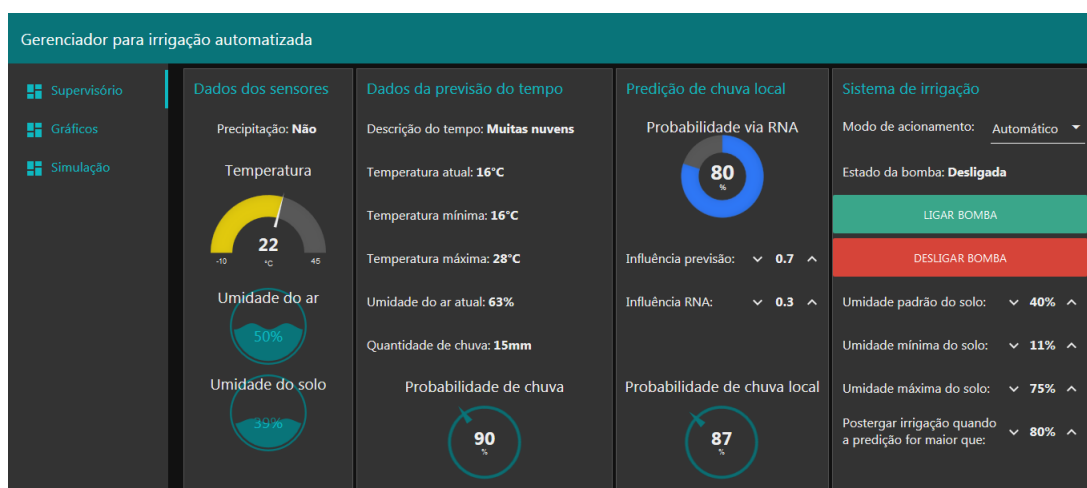 Gerenciador para irrigação automatizada
Supervisório
Gráficos
Simulação
Dados dos sensores
Precipitação: Não
Temperatura
22
°C
-10
45
Umidade do ar
50%
Umidade do solo
39%
Dados da previsão do tempo
Descrição do tempo: Muitas nuvens
Temperatura atual: 16°C
Temperatura mínima: 16°C
Temperatura máxima: 28°C
Umidade do ar atual: 63%
Quantidade de chuva: 15mm
Probabilidade de chuva
90
%
Predição de chuva local
Probabilidade via RNA
80
%
Influência previsão: 0.7
Influência RNA: 0.3
Probabilidade de chuva local
87
%
Sistema de irrigação
Modo de acionamento: Automático
Estado da bomba: Desligada
LIGAR BOMBA
DESLIGAR BOMBA
Umidade padrão do solo: 40%
Umidade mínima do solo: 11%
Umidade máxima do solo: 75%
Postergar irrigação quando
a predição for maior que: 80%